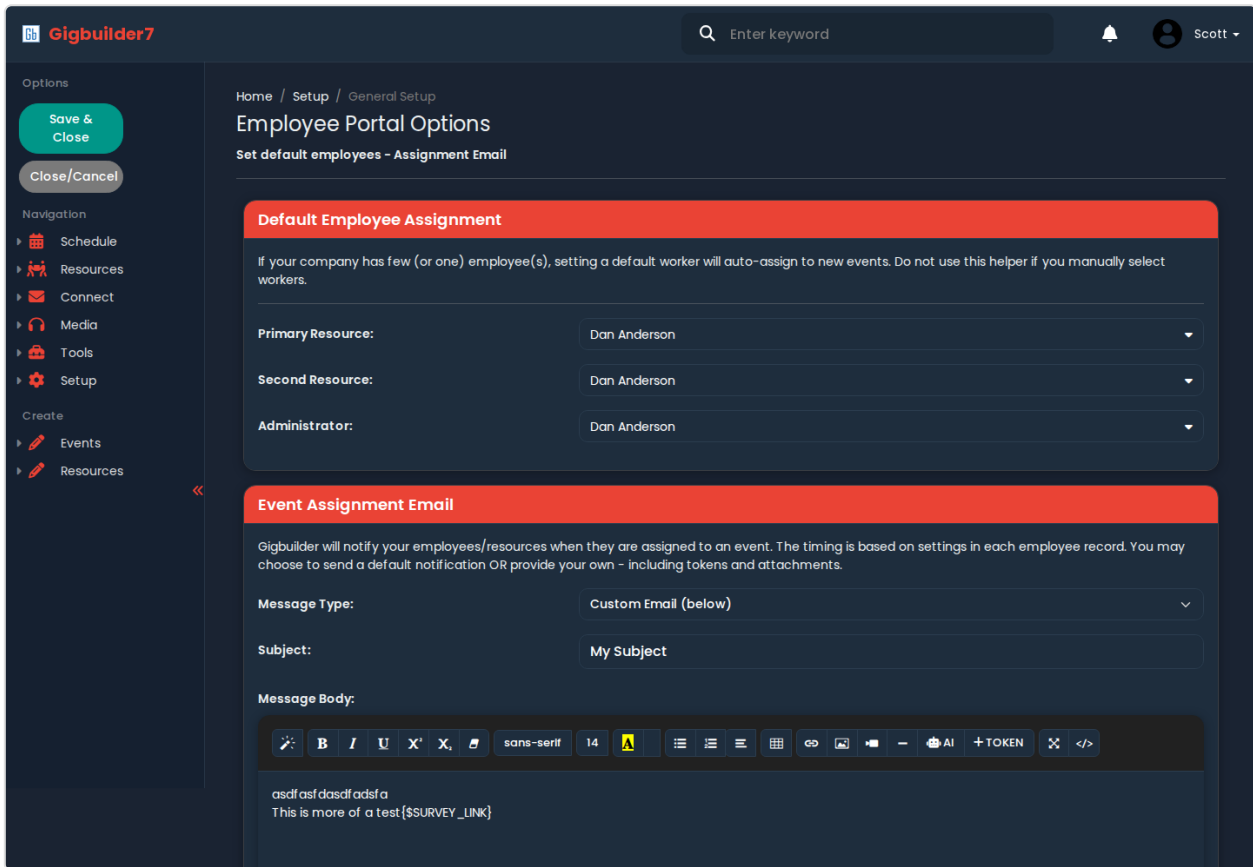 Gb Gigbuilder7
Enter keyword
Scott
Options
Save &
Close
Close/Cancel
Navigation
Schedule
Resources
Connect
Media
Tools
Setup
Create
Events
Resources
Home / Setup / General Setup
Employee Portal Options
Set default employees - Assignment Email
Default Employee Assignment
If your company has few (or one) employee(s), setting a default worker will auto-assign to new events. Do not use this helper if you manually select
workers.
Primary Resource: Dan Anderson
Second Resource: Dan Anderson
Administrator: Dan Anderson
Event Assignment Email
Gigbuilder will notify your employees/resources when they are assigned to an event. The timing is based on settings in each employee record. You may
choose to send a default notification OR provide your own - including tokens and attachments.
Message Type: Custom Email (below)
Subject: My Subject
Message Body:
B I U X² X₂ sans-serif 14 A AI +TOKEN </>
asdfasfdasdfadsfa
This is more of a test{$SURVEY_LINK}